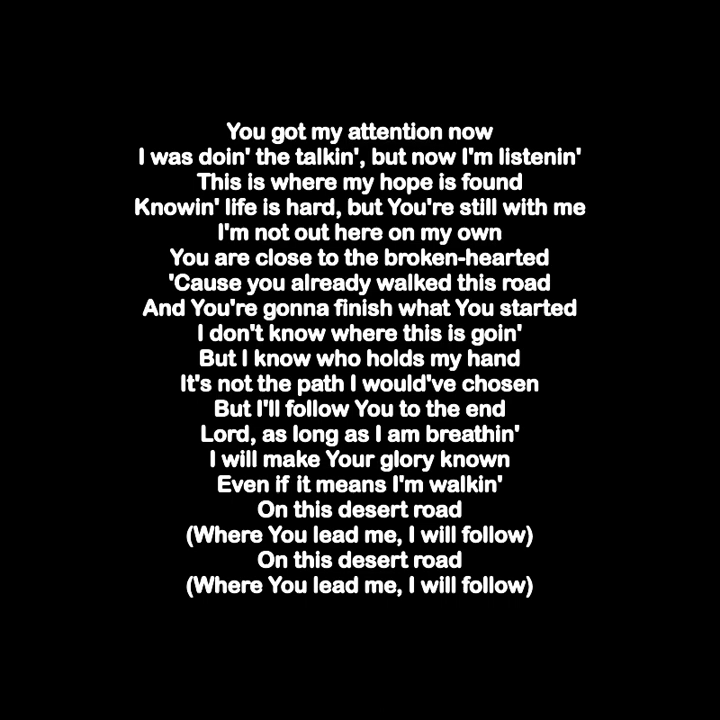 You got my attention now
I was doin' the talkin', but now I'm listenin'
This is where my hope is found
Knowin' life is hard, but You're still with me
I'm not out here on my own
You are close to the broken-hearted
'Cause you already walked this road
And You're gonna finish what You started
I don't know where this is goin'
But I know who holds my hand
It's not the path I would've chosen
But I'll follow You to the end
Lord, as long as I am breathin'
I will make Your glory known
Even if it means I'm walkin'
On this desert road
(Where You lead me, I will follow)
On this desert road
(Where You lead me, I will follow)